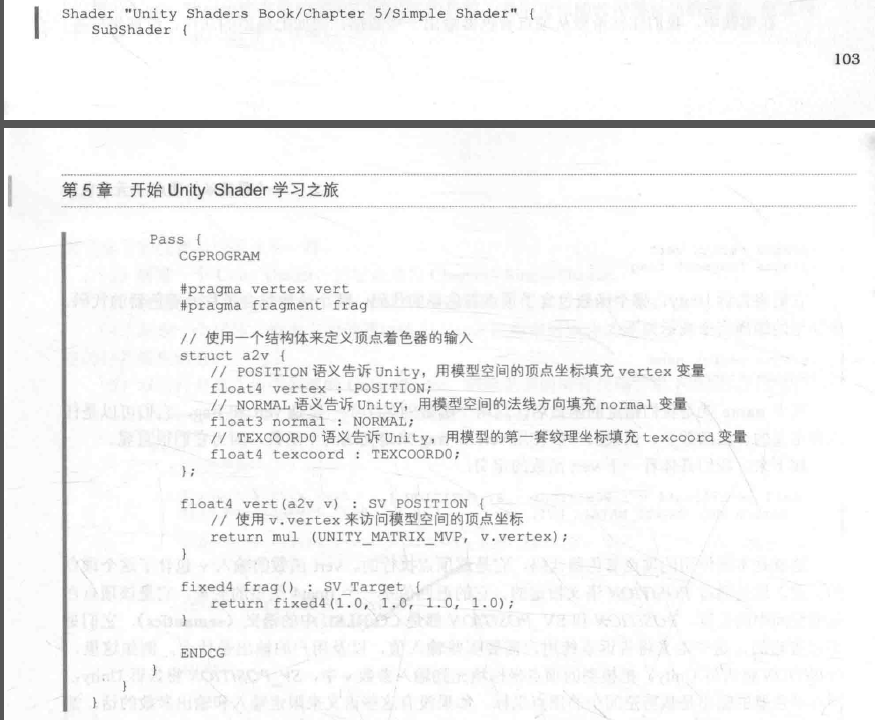 Shader "Unity Shaders Book/Chapter 5/Simple Shader" {
SubShader {
103
第 5 章 开始 Unity Shader 学习之旅
Pass {
CGPROGRAM
#pragma vertex vert
#pragma fragment frag
// 使用一个结构体来定义顶点着色器的输入
struct a2v {
// POSITION 语义告诉 Unity，用模型空间的顶点坐标填充 vertex 变量
float4 vertex : POSITION;
// NORMAL 语义告诉 Unity，用模型空间的法线方向填充 normal 变量
float3 normal : NORMAL;
// TEXCOORD0 语义告诉 Unity，用模型的第一套纹理坐标填充 texcoord 变量
float4 texcoord : TEXCOORD0;
};
float4 vert(a2v v) : SV_POSITION {
// 使用 v.vertex 来访问模型空间的顶点坐标
return mul (UNITY_MATRIX_MVP, v.vertex);
}
fixed4 frag() : SV_Target {
return fixed4(1.0, 1.0, 1.0, 1.0);
}
ENDCG
}
}
}